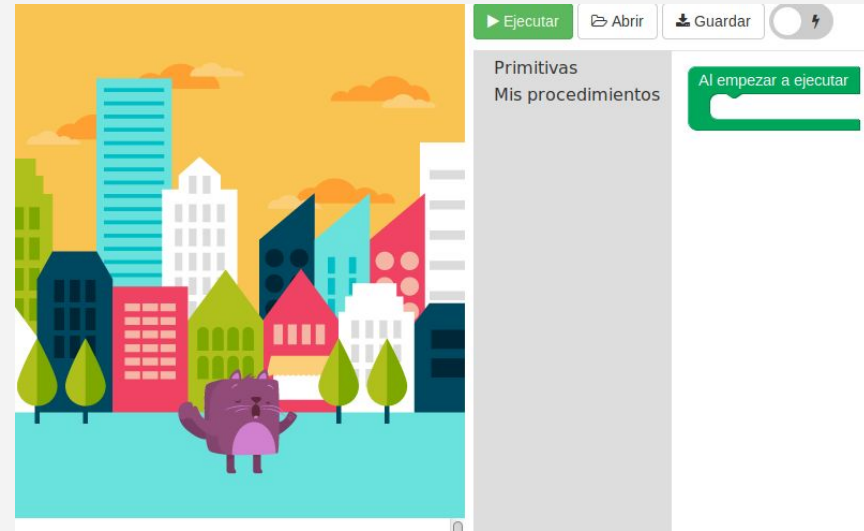 Ejecutar Abrir Guardar
Primitivas
Mis procedimientos
Al empezar a ejecutar